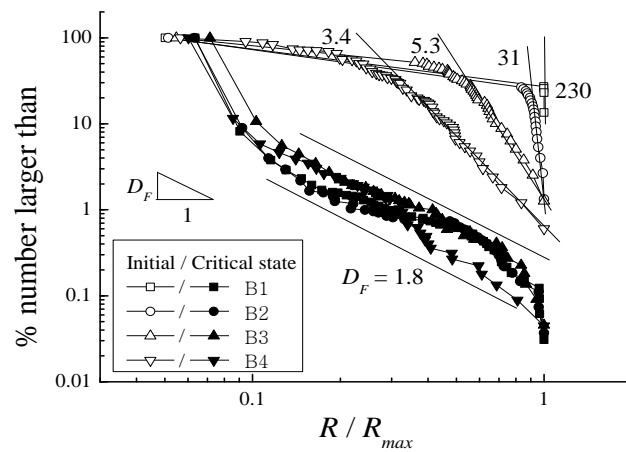 3.4
5.3
31
230
100
10
1
0.1
0.01
% number larger than
D_F
1
D_F = 1.8
Initial / Critical state
/ B1
/ B2
/ B3
/ B4
0.1
1
R / R_max